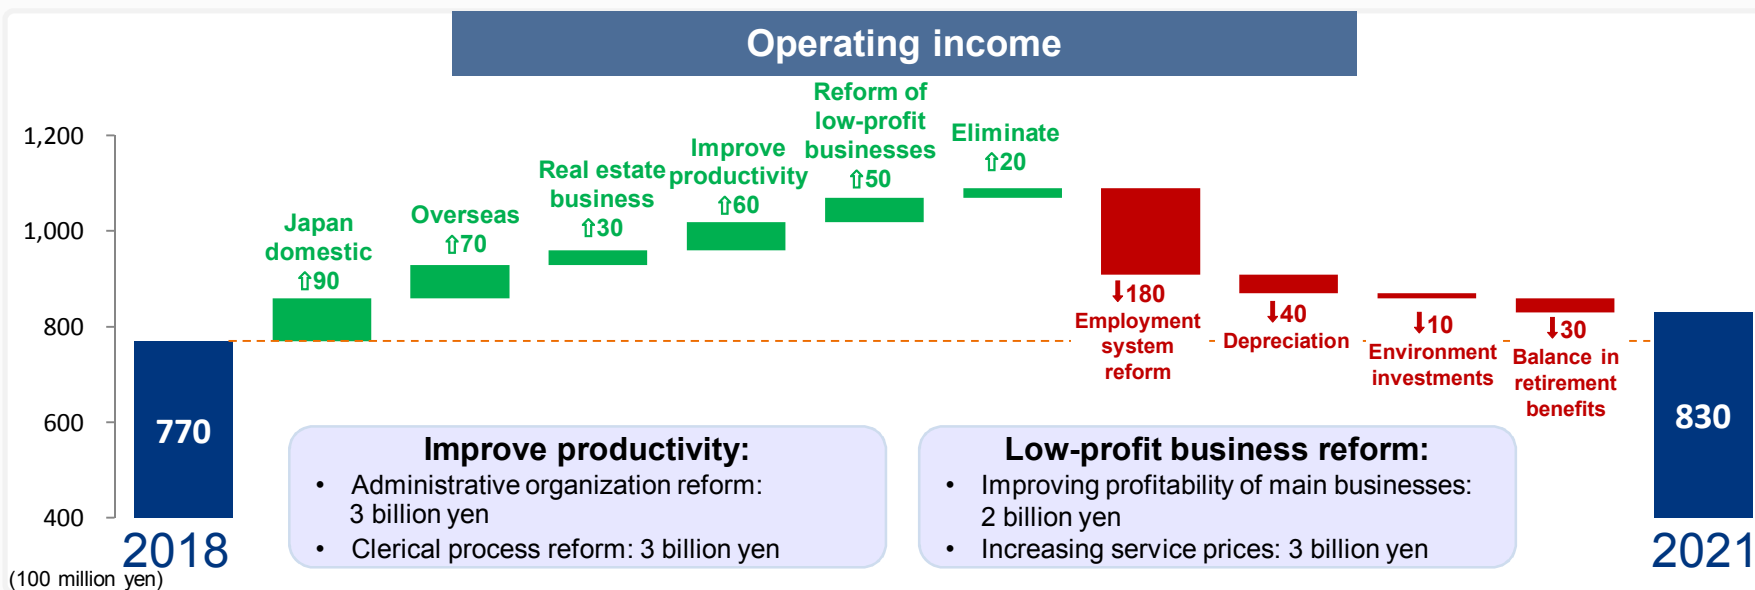 Operating income
1,200
1,000
800
600
400
770
2018
(100 million yen)
Japan
domestic
⇧90
Overseas
⇧70
Real estate
business
⇧30
Improve
productivity
⇧60
Reform of
low-profit
businesses
⇧50
Eliminate
⇧20
↓180
Employment
system
reform
↓40
Depreciation
↓10
Environment
investments
↓30
Balance in
retirement
benefits
830
2021
Improve productivity:
• Administrative organization reform:
3 billion yen
• Clerical process reform: 3 billion yen
Low-profit business reform:
• Improving profitability of main businesses:
2 billion yen
• Increasing service prices: 3 billion yen